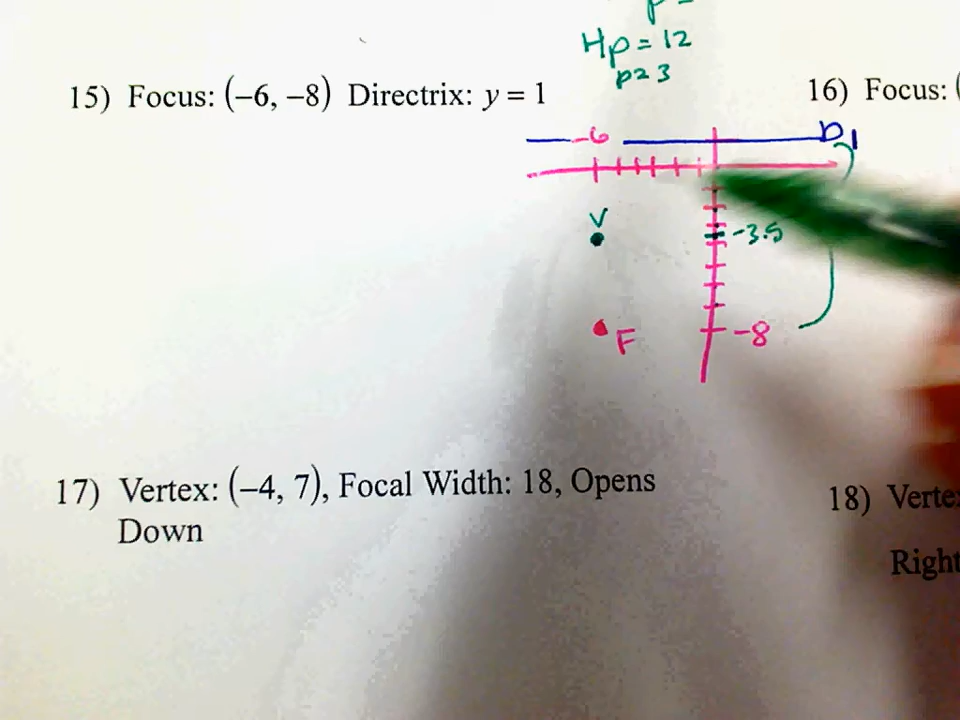 4p = 12
p = 3
15) Focus: (−6, −8) Directrix: y = 1
16) Focus: (
-6
D
1
V
-3.5
F
-8
17) Vertex: (−4, 7), Focal Width: 18, Opens
Down
18)
Right